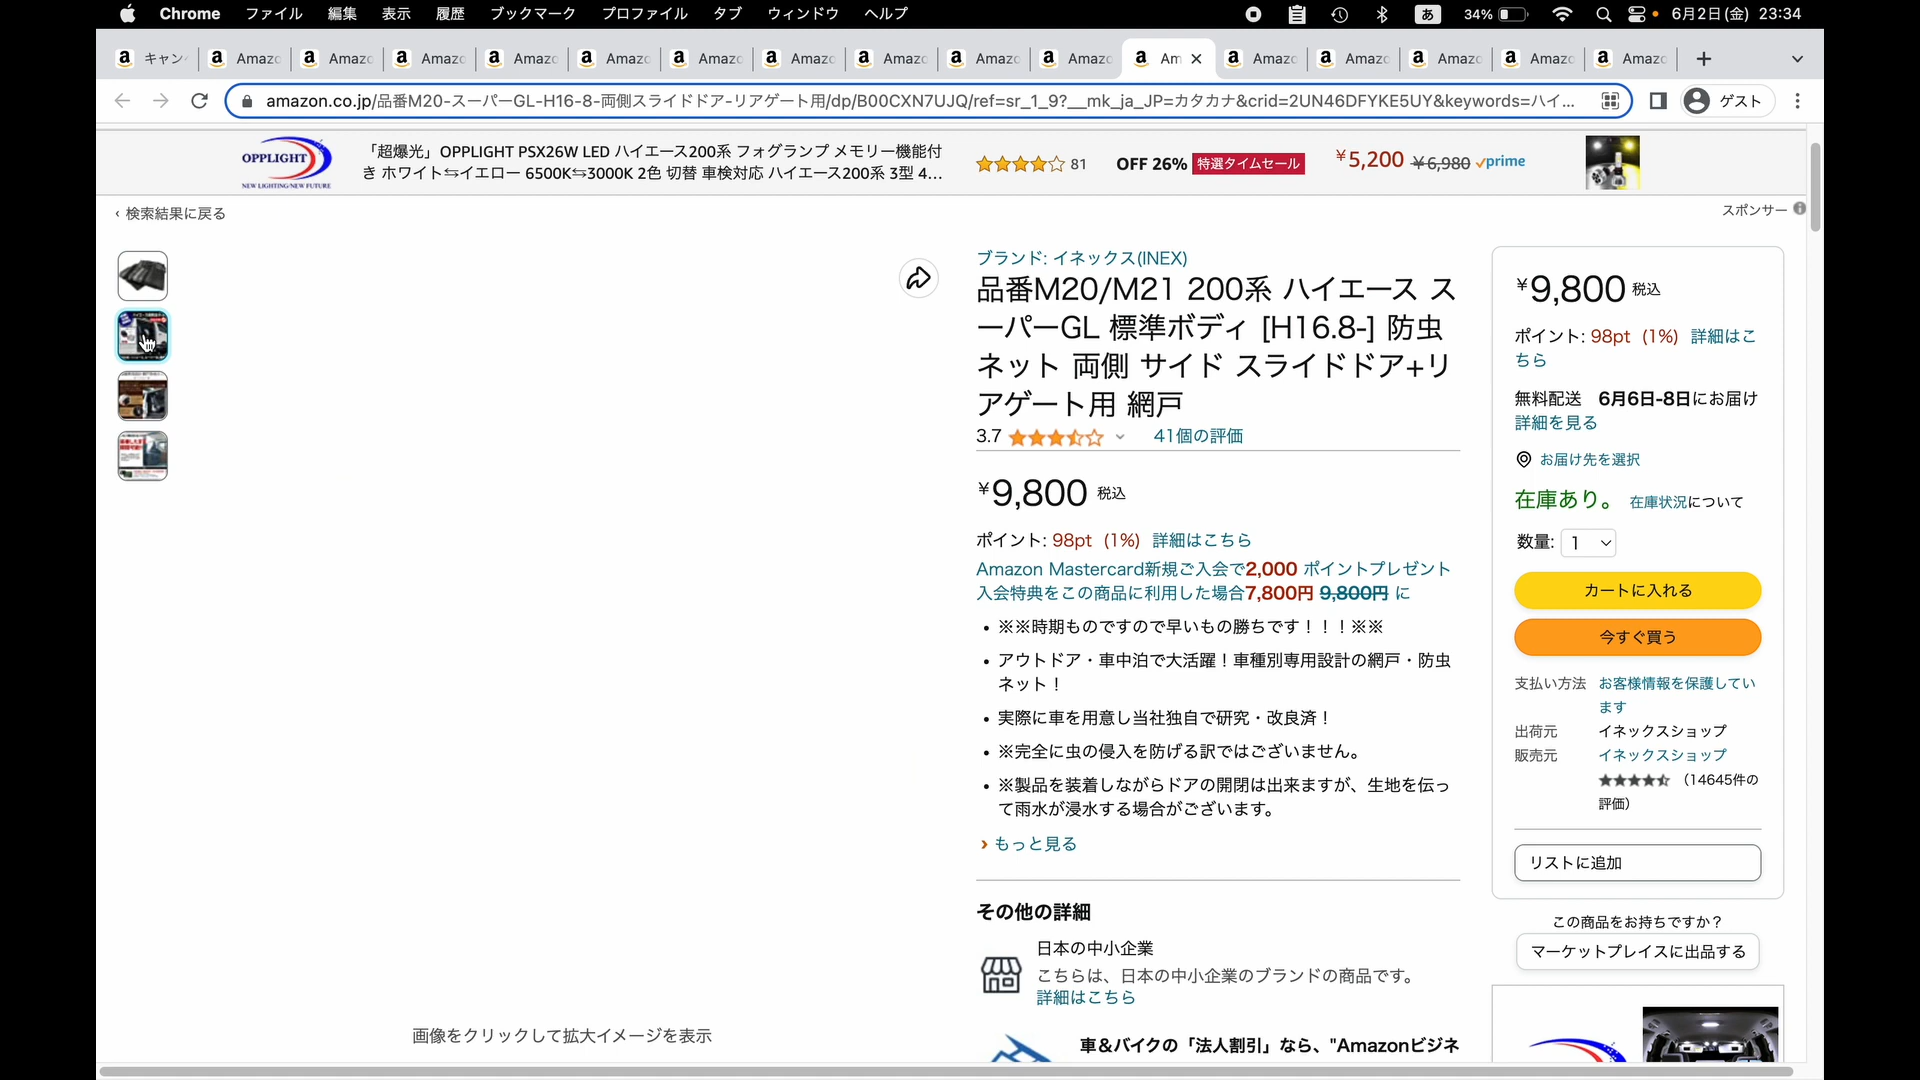 Chrome ファイル 編集 表示 履歴 ブックマーク プロファイル タブ ウィンドウ ヘルプ あ 34% 6月2日(金) 23:34
キャン Amazo Amazo Amazo Amazo Amazo Amazo Amazo Amazo Amazo Amazo Am Amazo Amazo Amazo Amazo Amazo
amazon.co.jp/品番M20-スーパーGL-H16-8-両側スライドドア-リアゲート用/dp/B00CXN7UJQ/ref=sr_1_9?__mk_ja_JP=カタカナ&crid=2UN46DFYKE5UY&keywords=ハイ... ゲスト
OPPLIGHT
NEW LIGHTING NEW FUTURE
「超爆光」OPPLIGHT PSX26W LED ハイエース200系 フォグランプ メモリー機能付
き ホワイト⇆イエロー 6500K⇆3000K 2色 切替 車検対応 ハイエース200系 3型 4...
81
OFF 26% 特選タイムセール
¥5,200 ¥6,980 prime
‹ 検索結果に戻る
スポンサー
ブランド: イネックス(INEX)
品番M20/M21 200系 ハイエース ス
ーパーGL 標準ボディ [H16.8-] 防虫
ネット 両側 サイド スライドドア+リ
アゲート用 網戸
3.7 41個の評価
¥9,800 税込
ポイント: 98pt (1%) 詳細はこちら
Amazon Mastercard新規ご入会で2,000 ポイントプレゼント
入会特典をこの商品に利用した場合7,800円 9,800円 に
• ※※時期ものですので早いもの勝ちです！！！※※
• アウトドア・車中泊で大活躍！車種別専用設計の網戸・防虫
ネット！
• 実際に車を用意し当社独自で研究・改良済！
• ※完全に虫の侵入を防げる訳ではございません。
• ※製品を装着しながらドアの開閉は出来ますが、生地を伝っ
て雨水が浸水する場合がございます。
› もっと見る
その他の詳細
日本の中小企業
こちらは、日本の中小企業のブランドの商品です。
詳細はこちら
車&バイクの「法人割引」なら、"Amazonビジネ
画像をクリックして拡大イメージを表示
¥9,800 税込
ポイント: 98pt (1%) 詳細はこ
ちら
無料配送 6月6日-8日にお届け
詳細を見る
お届け先を選択
在庫あり。 在庫状況について
数量: 1
カートに入れる
今すぐ買う
支払い方法 お客様情報を保護してい
ます
出荷元 イネックスショップ
販売元 イネックスショップ
（14645件の
評価）
リストに追加
この商品をお持ちですか？
マーケットプレイスに出品する